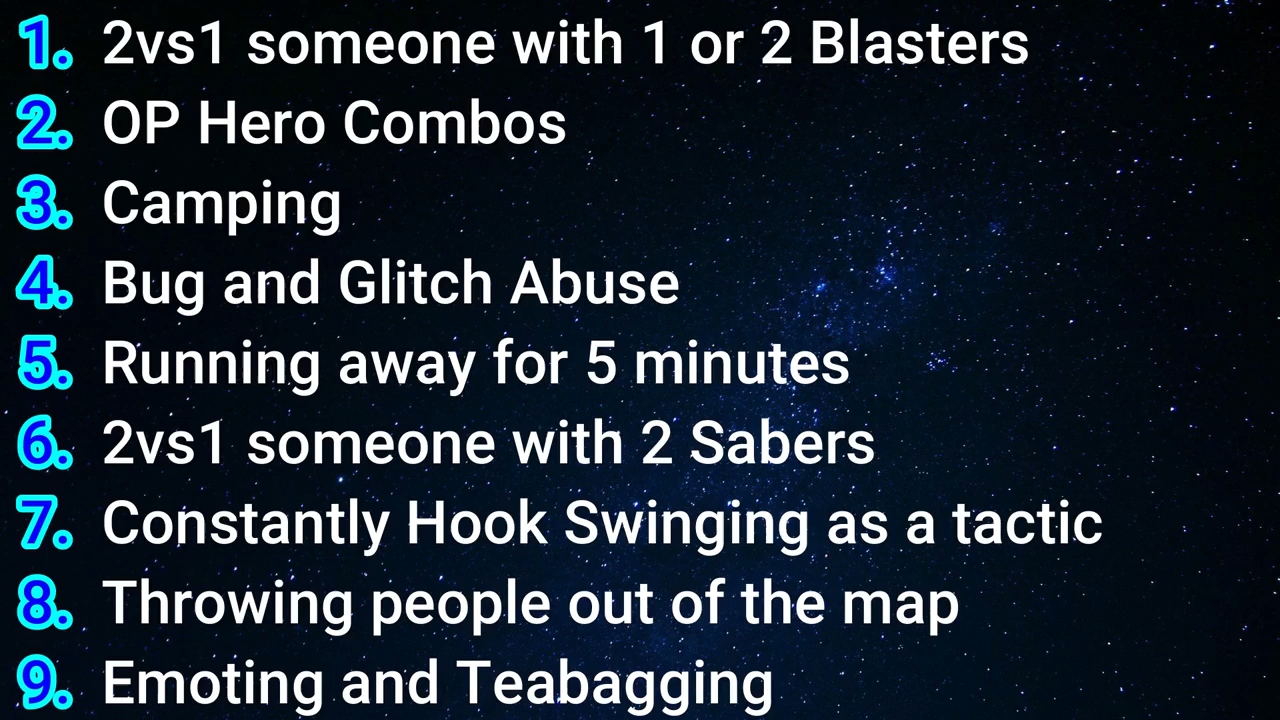 1. 2vs1 someone with 1 or 2 Blasters
2. OP Hero Combos
3. Camping
4. Bug and Glitch Abuse
5. Running away for 5 minutes
6. 2vs1 someone with 2 Sabers
7. Constantly Hook Swinging as a tactic
8. Throwing people out of the map
9. Emoting and Teabagging